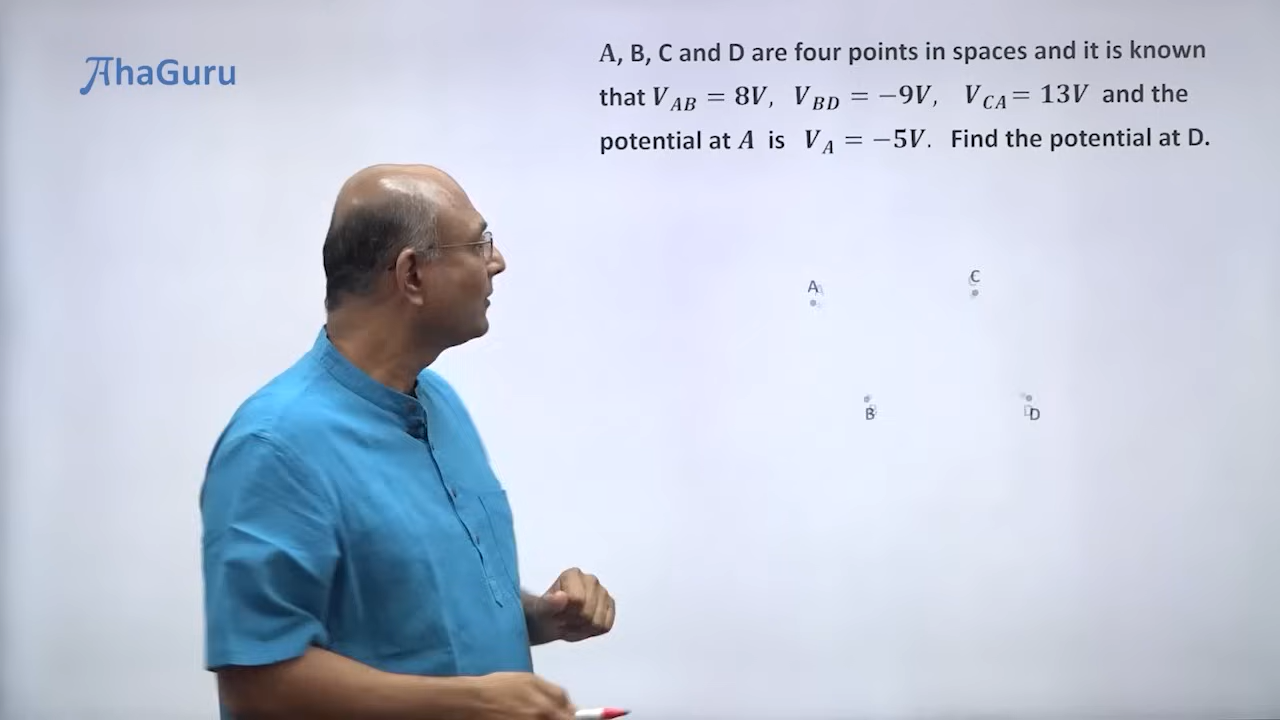 AhaGuru
A, B, C and D are four points in spaces and it is known
that V_AB = 8V, V_BD = −9V, V_CA = 13V and the
potential at A is V_A = −5V. Find the potential at D.
A
C
B
D